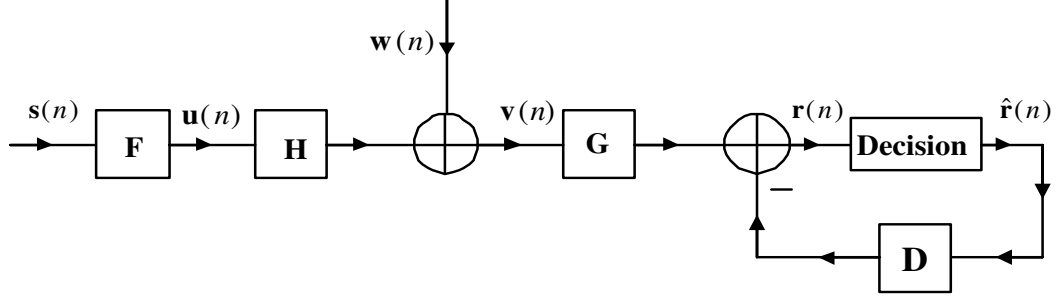 w(n)
s(n)
F
u(n)
H
v(n)
G
r(n)
Decision
r̂(n)
D